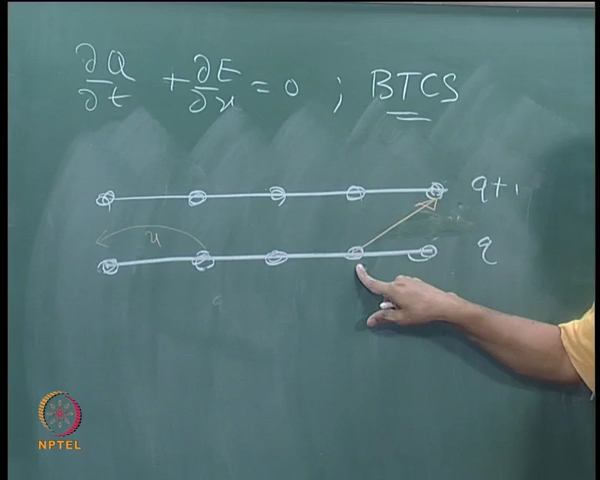 ∂Q/∂t + ∂E/∂x = 0 ; BTCS
q+1
u
q
NPTEL